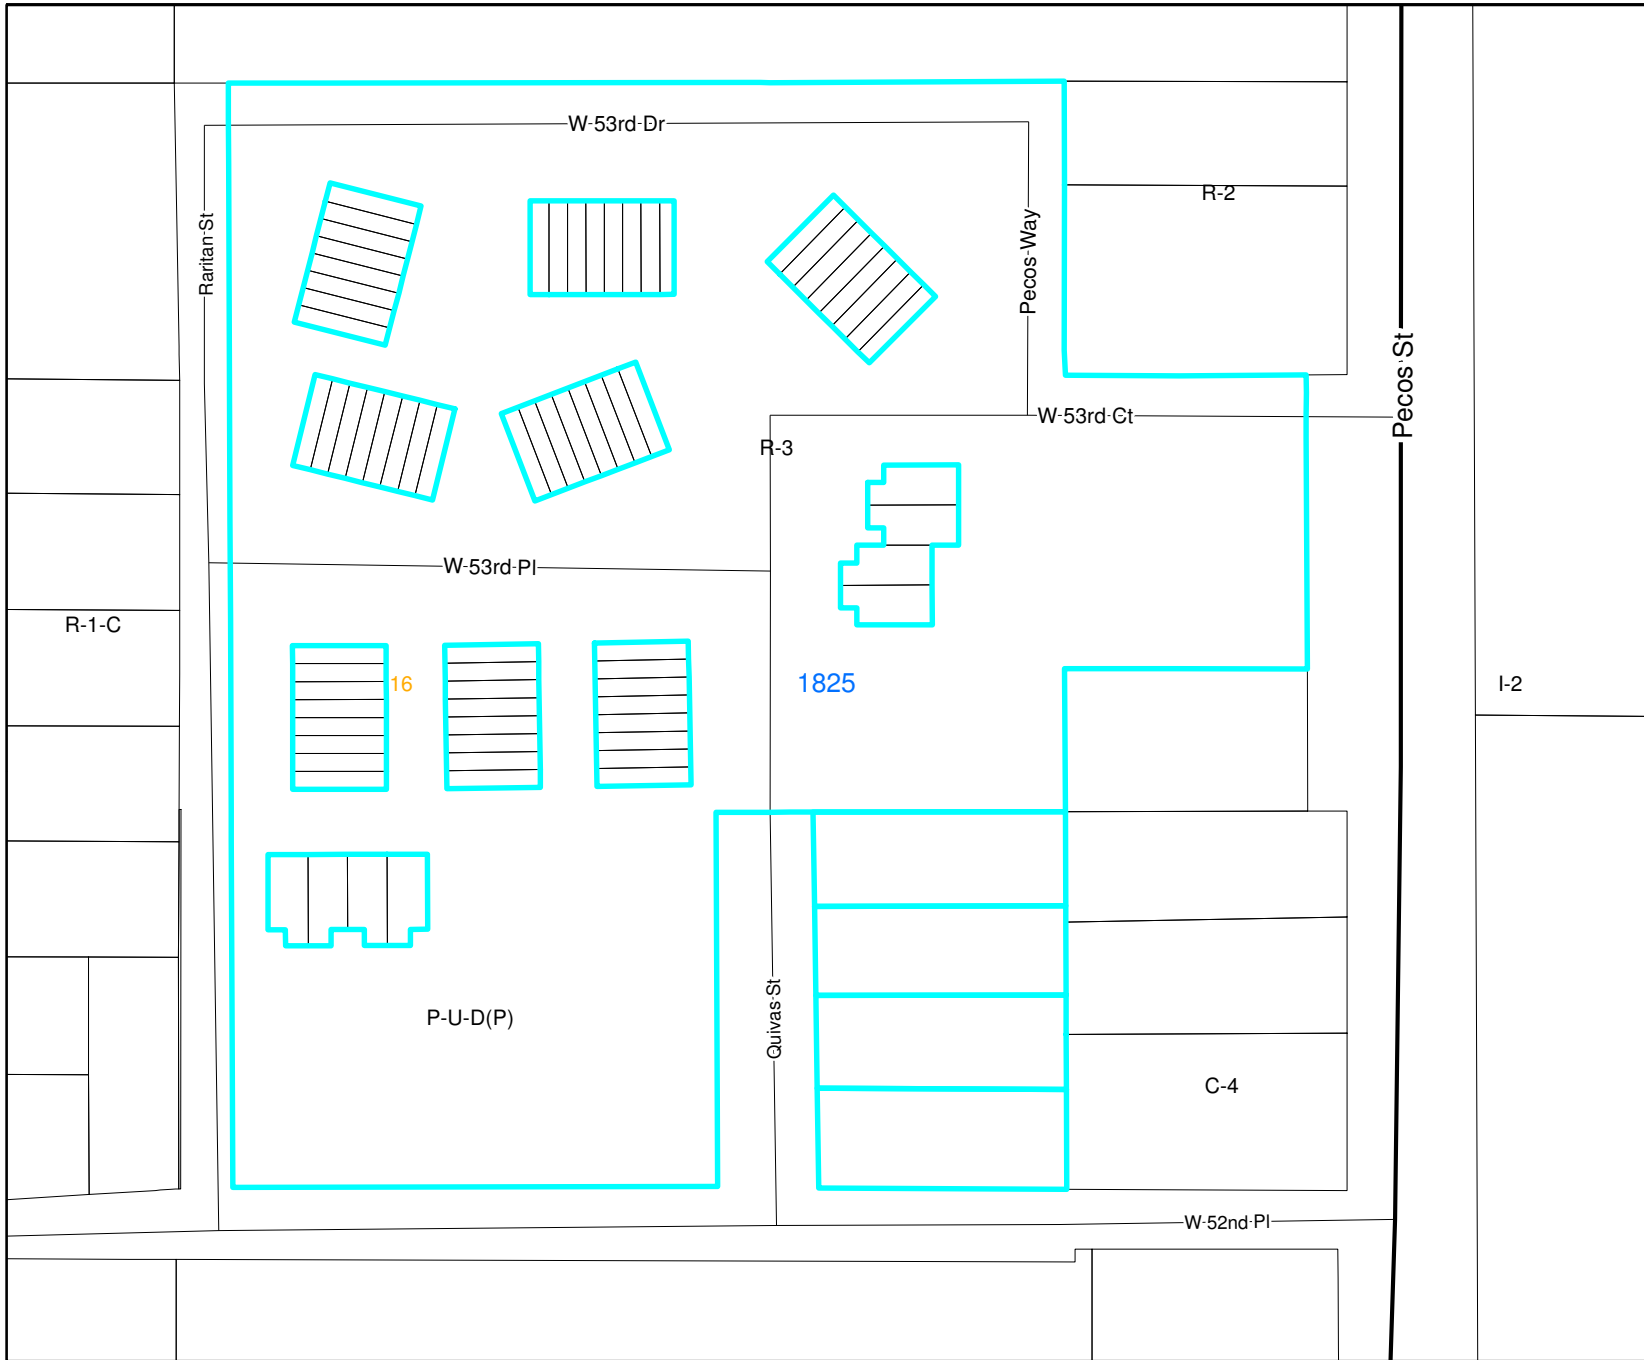 W 53rd Dr
R-2
Raritan St
Pecos Way
Pecos St
W 53rd Ct
R-3
W 53rd Pl
R-1-C
16
1825
I-2
P-U-D(P)
Quivas St
C-4
W 52nd Pl